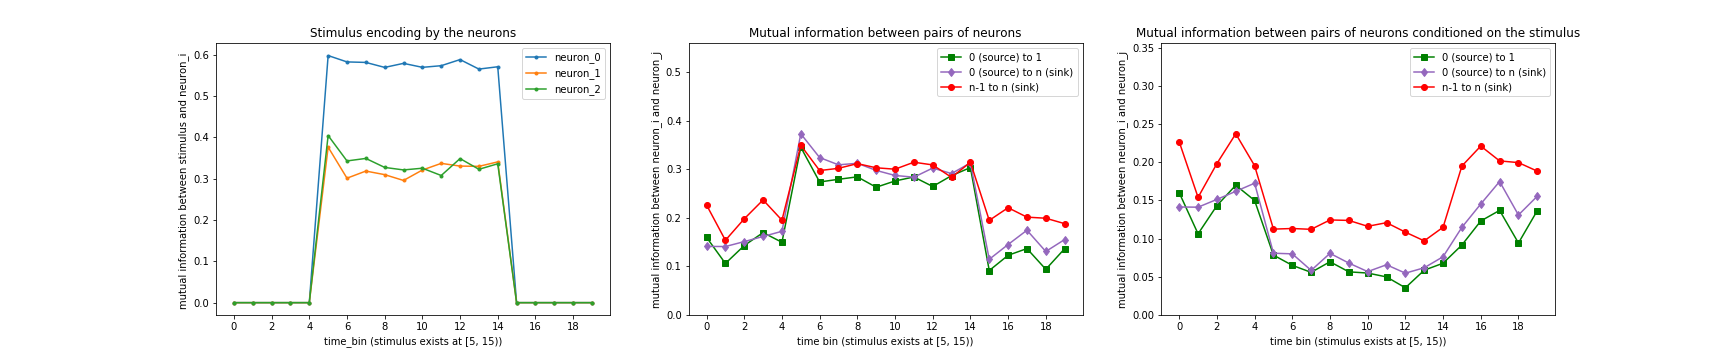 Stimulus encoding by the neurons
mutual information between stimulus and neuron_i
0.6
0.5
0.4
0.3
0.2
0.1
0.0
neuron_0
neuron_1
neuron_2
0 2 4 6 8 10 12 14 16 18
time_bin (stimulus exists at [5, 15))
Mutual information between pairs of neurons
mutual information between neuron_i and neuron_j
0.5
0.4
0.3
0.2
0.1
0.0
0 (source) to 1
0 (source) to n (sink)
n-1 to n (sink)
0 2 4 6 8 10 12 14 16 18
time bin (stimulus exists at [5, 15))
Mutual information between pairs of neurons conditioned on the stimulus
mutual information between neuron_i and neuron_j
0.35
0.30
0.25
0.20
0.15
0.10
0.05
0.00
0 (source) to 1
0 (source) to n (sink)
n-1 to n (sink)
0 2 4 6 8 10 12 14 16 18
time bin (stimulus exists at [5, 15))